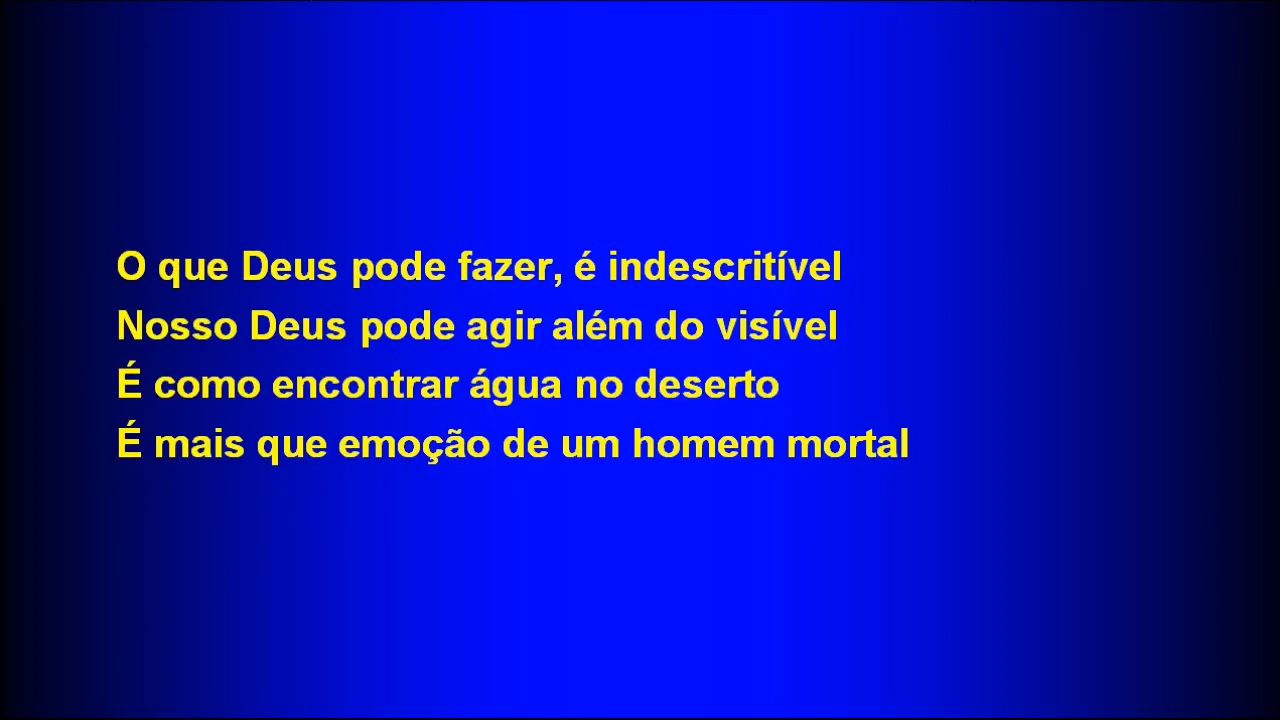 O que Deus pode fazer, é indescritível
Nosso Deus pode agir além do visível
É como encontrar água no deserto
É mais que emoção de um homem mortal